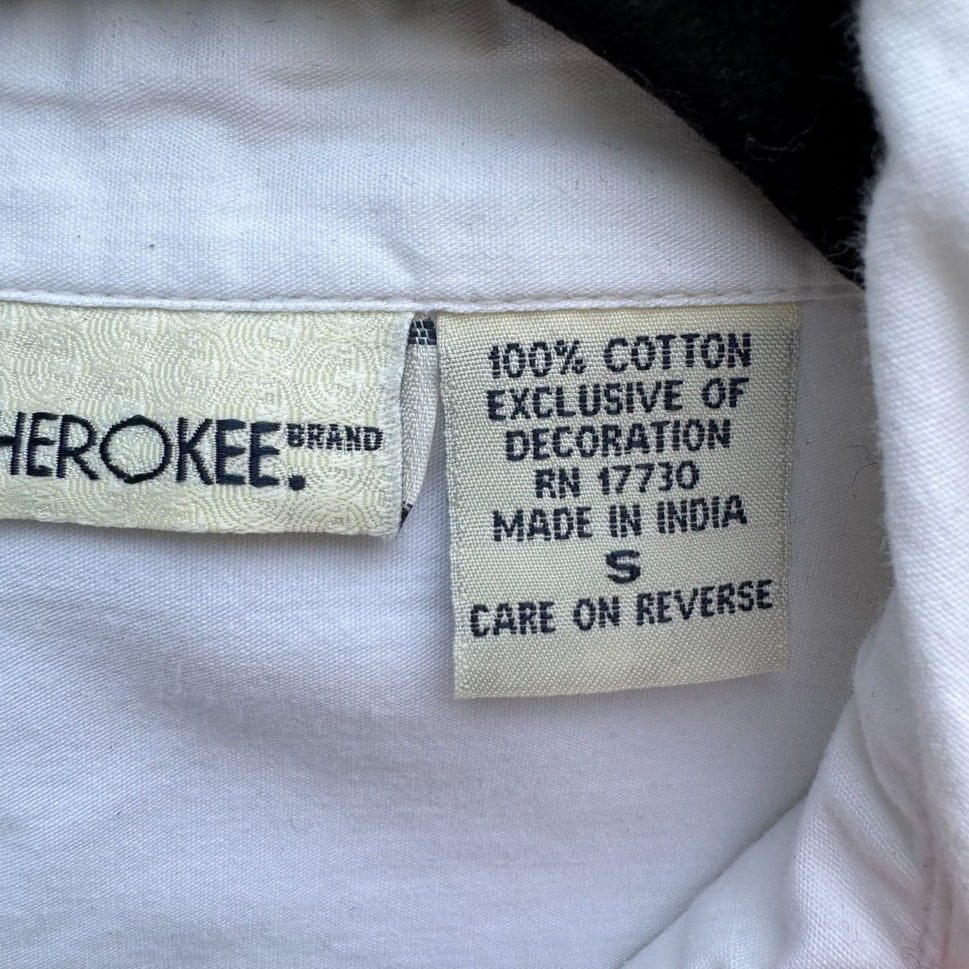 HEROKEE. BRAND
100% COTTON
EXCLUSIVE OF
DECORATION
RN 17730
MADE IN INDIA
S
CARE ON REVERSE